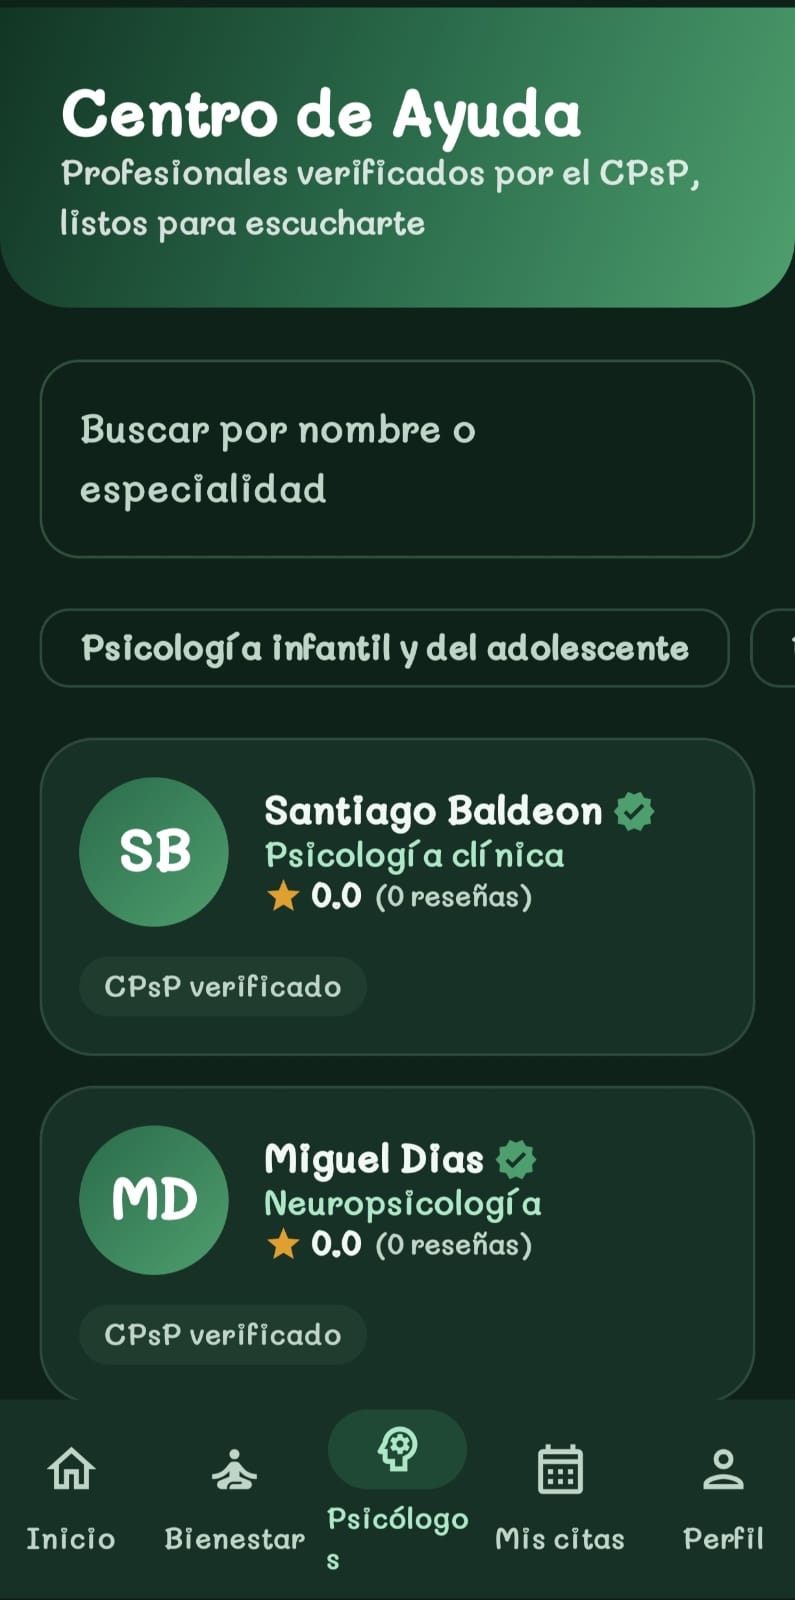 Centro de Ayuda
Profesionales verificados por el CPsP,
listos para escucharte
Buscar por nombre o
especialidad
Psicología infantil y del adolescente
SB
Santiago Baldeon
Psicología clínica
0.0 (0 reseñas)
CPsP verificado
MD
Miguel Dias
Neuropsicología
0.0 (0 reseñas)
CPsP verificado
Inicio
Bienestar
Psicólogo
s
Mis citas
Perfil